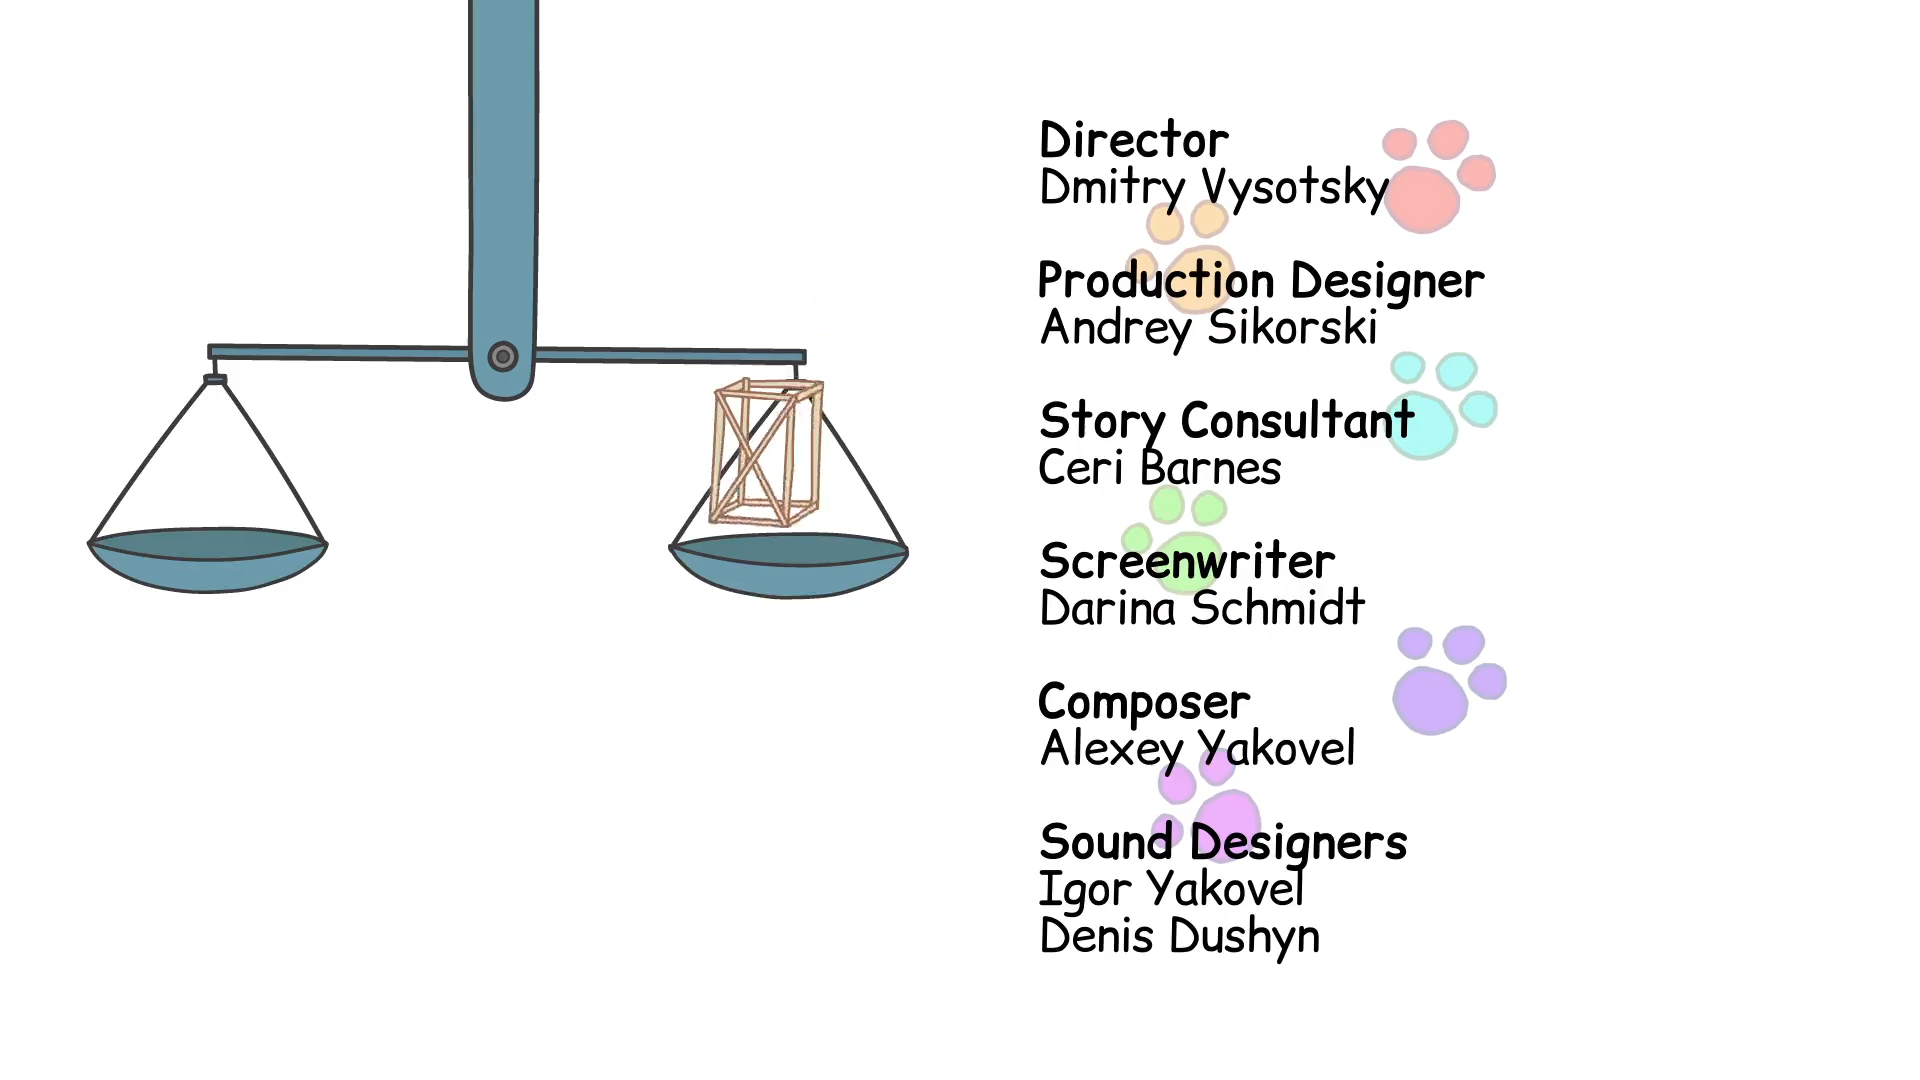 Director
Dmitry Vysotsky
Production Designer
Andrey Sikorski
Story Consultant
Ceri Barnes
Screenwriter
Darina Schmidt
Composer
Alexey Yakovel
Sound Designers
Igor Yakovel
Denis Dushyn